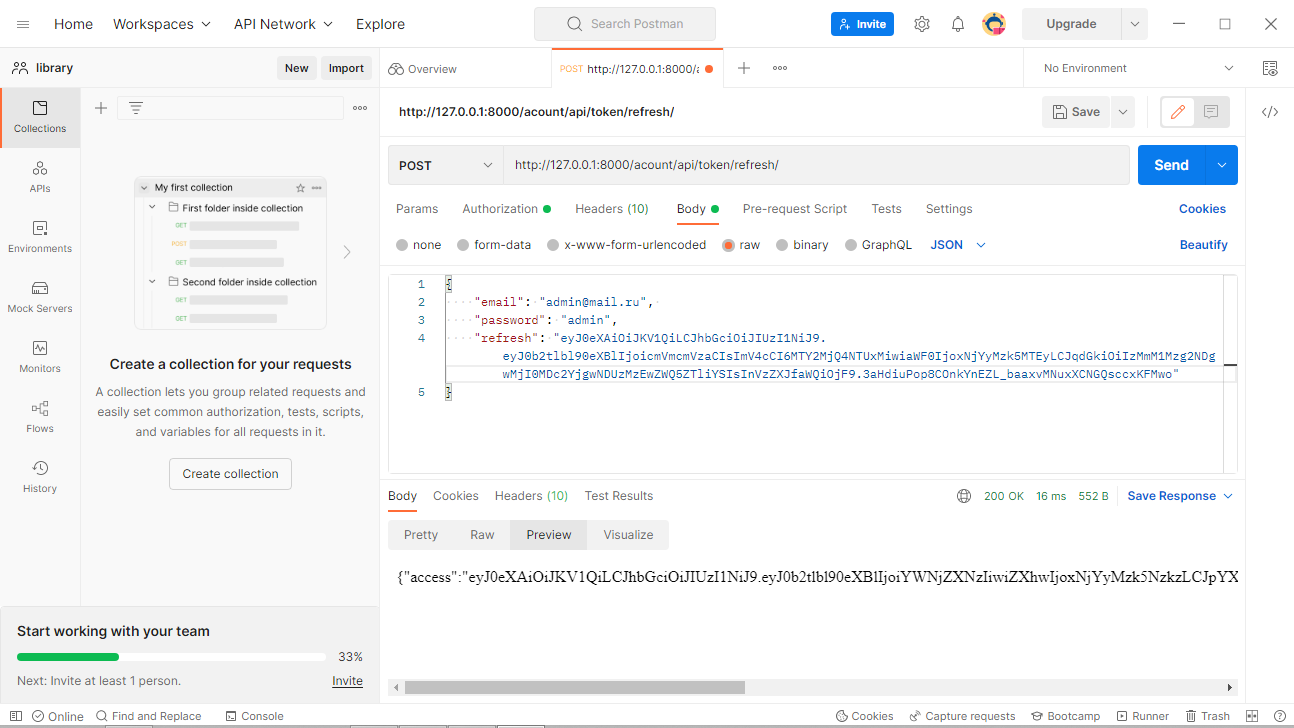 Home Workspaces API Network Explore Search Postman Invite Upgrade
library New Import Overview POST http://127.0.0.1:8000/a No Environment
Collections
APIs
Environments
Mock Servers
Monitors
Flows
History
My first collection
First folder inside collection
GET
POST
GET
Second folder inside collection
GET
GET
Create a collection for your requests
A collection lets you group related requests and
easily set common authorization, tests, scripts,
and variables for all requests in it.
Create collection
Start working with your team
33%
Next: Invite at least 1 person. Invite
http://127.0.0.1:8000/acount/api/token/refresh/ Save
POST http://127.0.0.1:8000/acount/api/token/refresh/ Send
Params Authorization Headers (10) Body Pre-request Script Tests Settings Cookies
none form-data x-www-form-urlencoded raw binary GraphQL JSON Beautify
1 {
2 "email": "admin@mail.ru",
3 "password": "admin",
4 "refresh": "eyJ0eXAiOiJKV1QiLCJhbGciOiJIUzI1NiJ9.
eyJ0b2tlbl90eXBlIjoicmVmcmVzaCIsImV4cCI6MTY2MjQ4NTUxMiwiaWF0IjoxNjYyMzk5MTEyLCJqdGkiOiIzMmM1Mzg2NDg
wMjI0MDc2YjgwNDUzMzEwZWQ5ZTliYSIsInVzZXJfaWQiOjF9.3aHdiuPop8COnkYnEZL_baaxvMNuxXCNGQsccxKFMwo"
5 }
Body Cookies Headers (10) Test Results 200 OK 16 ms 552 B Save Response
Pretty Raw Preview Visualize
{"access":"eyJ0eXAiOiJKV1QiLCJhbGciOiJIUzI1NiJ9.eyJ0b2tlbl90eXBlIjoiYWNjZXNzIiwiZXhwIjoxNjYyMzk5NzkzLCJpYX
Online Find and Replace Console Cookies Capture requests Bootcamp Runner Trash